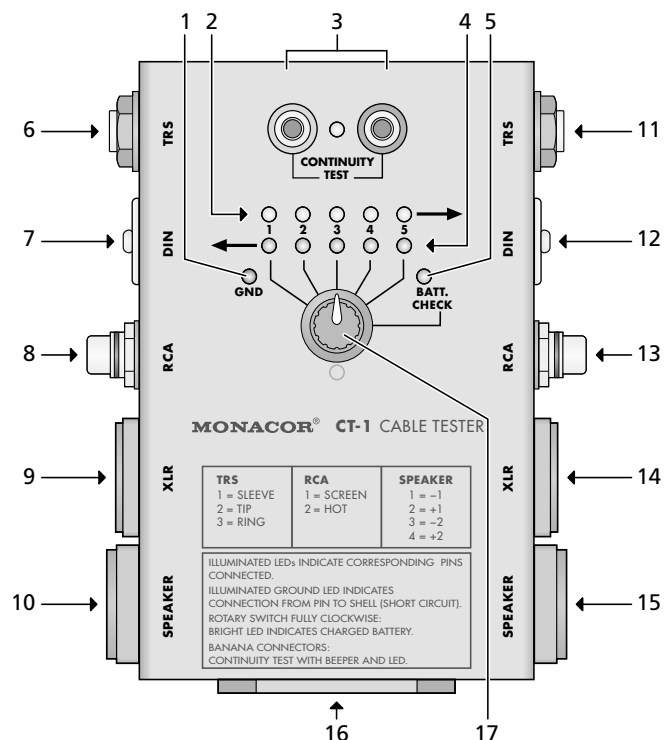 1 2 3 4 5
6 TRS TRS 11
CONTINUITY
TEST
1 2 3 4 5
7 DIN DIN 12
GND BATT.
CHECK
8 RCA RCA 13
MONACOR® CT-1 CABLE TESTER
9 XLR XLR 14
TRS RCA SPEAKER
1 = SLEEVE 1 = SCREEN 1 = −1
2 = TIP 2 = HOT 2 = +1
3 = RING 3 = −2
4 = +2
10 SPEAKER SPEAKER 15
ILLUMINATED LEDs INDICATE CORRESPONDING PINS
CONNECTED.
ILLUMINATED GROUND LED INDICATES
CONNECTION FROM PIN TO SHELL (SHORT CIRCUIT).
ROTARY SWITCH FULLY CLOCKWISE:
BRIGHT LED INDICATES CHARGED BATTERY.
BANANA CONNECTORS:
CONTINUITY TEST WITH BEEPER AND LED.
16 17